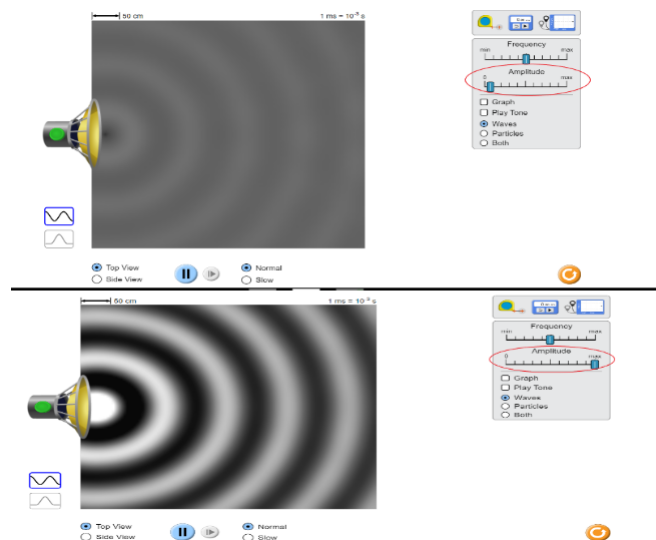 50 cm
1 ms = 10⁻³ s
Frequency
min max
Amplitude
0 max
Graph
Play Tone
Waves
Particles
Both
Top View
Side View
Normal
Slow
50 cm
1 ms = 10⁻³ s
Frequency
min max
Amplitude
0 max
Graph
Play Tone
Waves
Particles
Both
Top View
Side View
Normal
Slow